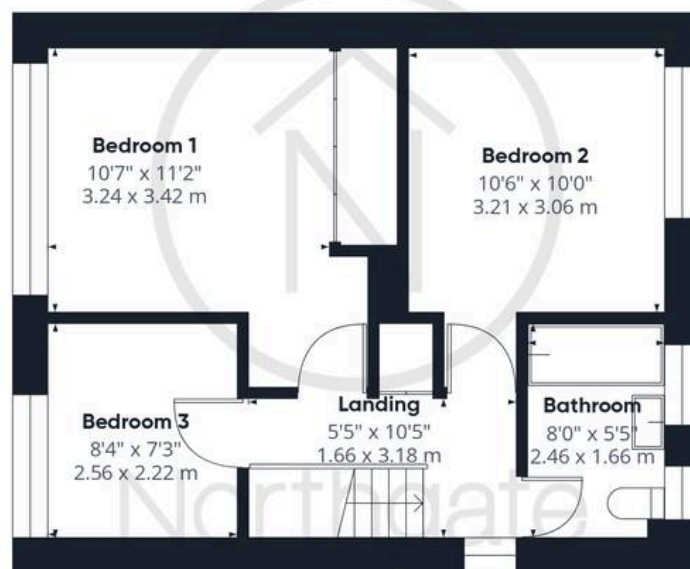 Bedroom 1
10'7" x 11'2"
3.24 x 3.42 m
Bedroom 2
10'6" x 10'0"
3.21 x 3.06 m
Bedroom 3
8'4" x 7'3"
2.56 x 2.22 m
Landing
5'5" x 10'5"
1.66 x 3.18 m
Bathroom
8'0" x 5'5"
2.46 x 1.66 m
N
Northgate